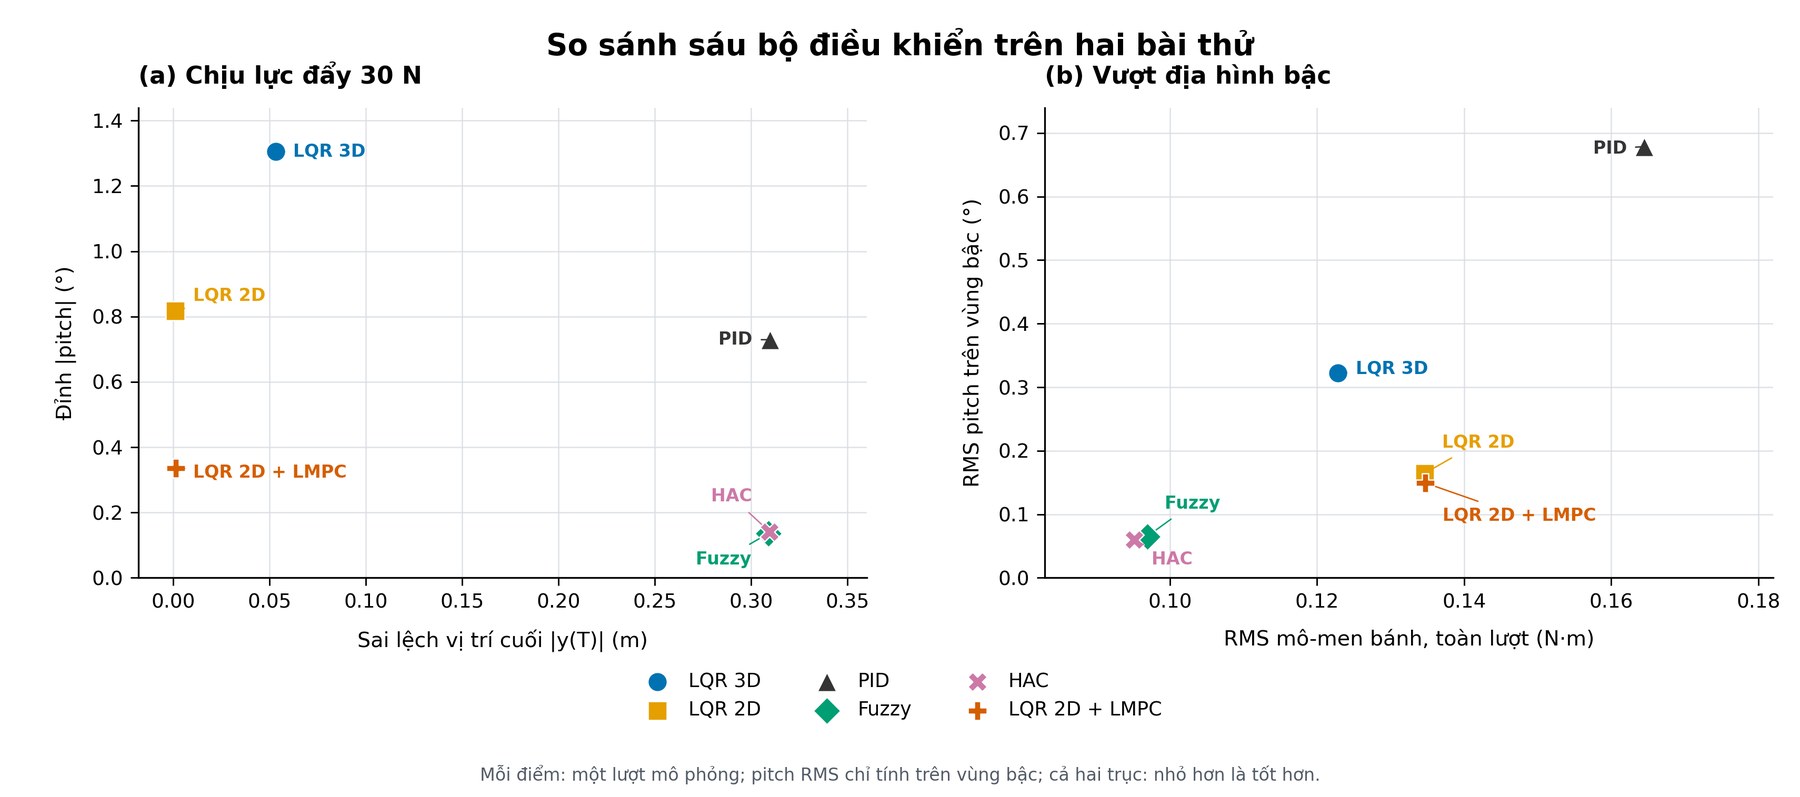 So sánh sáu bộ điều khiển trên hai bài thử
(a) Chịu lực đẩy 30 N
Đỉnh |pitch| (°)
1.4
1.2
1.0
0.8
0.6
0.4
0.2
0.0
LQR 3D
LQR 2D
PID
LQR 2D + LMPC
HAC
Fuzzy
0.00 0.05 0.10 0.15 0.20 0.25 0.30 0.35
Sai lệch vị trí cuối |y(T)| (m)
(b) Vượt địa hình bậc
RMS pitch trên vùng bậc (°)
0.7
0.6
0.5
0.4
0.3
0.2
0.1
0.0
PID
LQR 3D
LQR 2D
LQR 2D + LMPC
Fuzzy
HAC
0.10 0.12 0.14 0.16 0.18
RMS mô-men bánh, toàn lượt (N·m)
LQR 3D PID HAC
LQR 2D Fuzzy LQR 2D + LMPC
Mỗi điểm: một lượt mô phỏng; pitch RMS chỉ tính trên vùng bậc; cả hai trục: nhỏ hơn là tốt hơn.